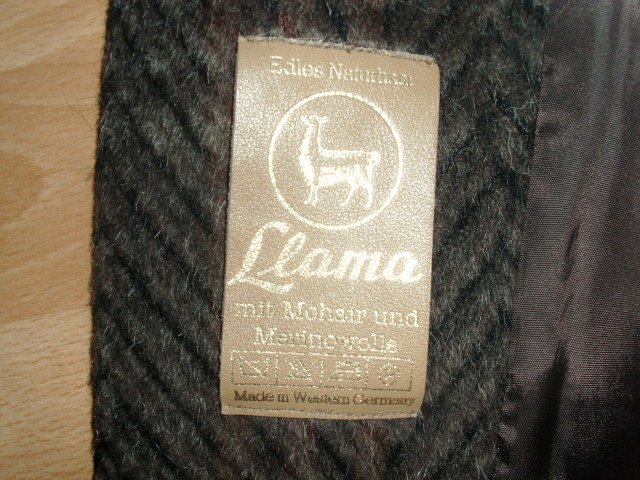 Edles Naturhaar
Llama
mit Mohair und
Merinowolle
Made in Western Germany